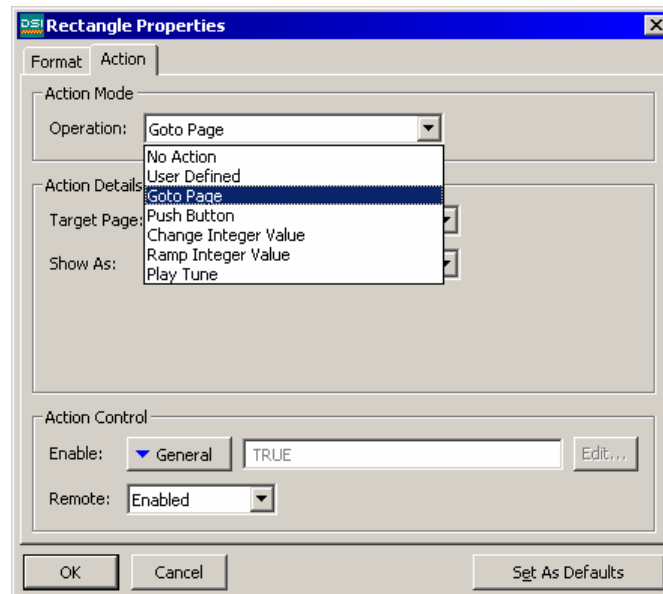 DSI Rectangle Properties
Format Action
Action Mode
Operation: Goto Page
No Action
User Defined
Goto Page
Push Button
Change Integer Value
Ramp Integer Value
Play Tune
Action Details
Target Page:
Show As:
Action Control
Enable: General TRUE Edit...
Remote: Enabled
OK Cancel Set As Defaults